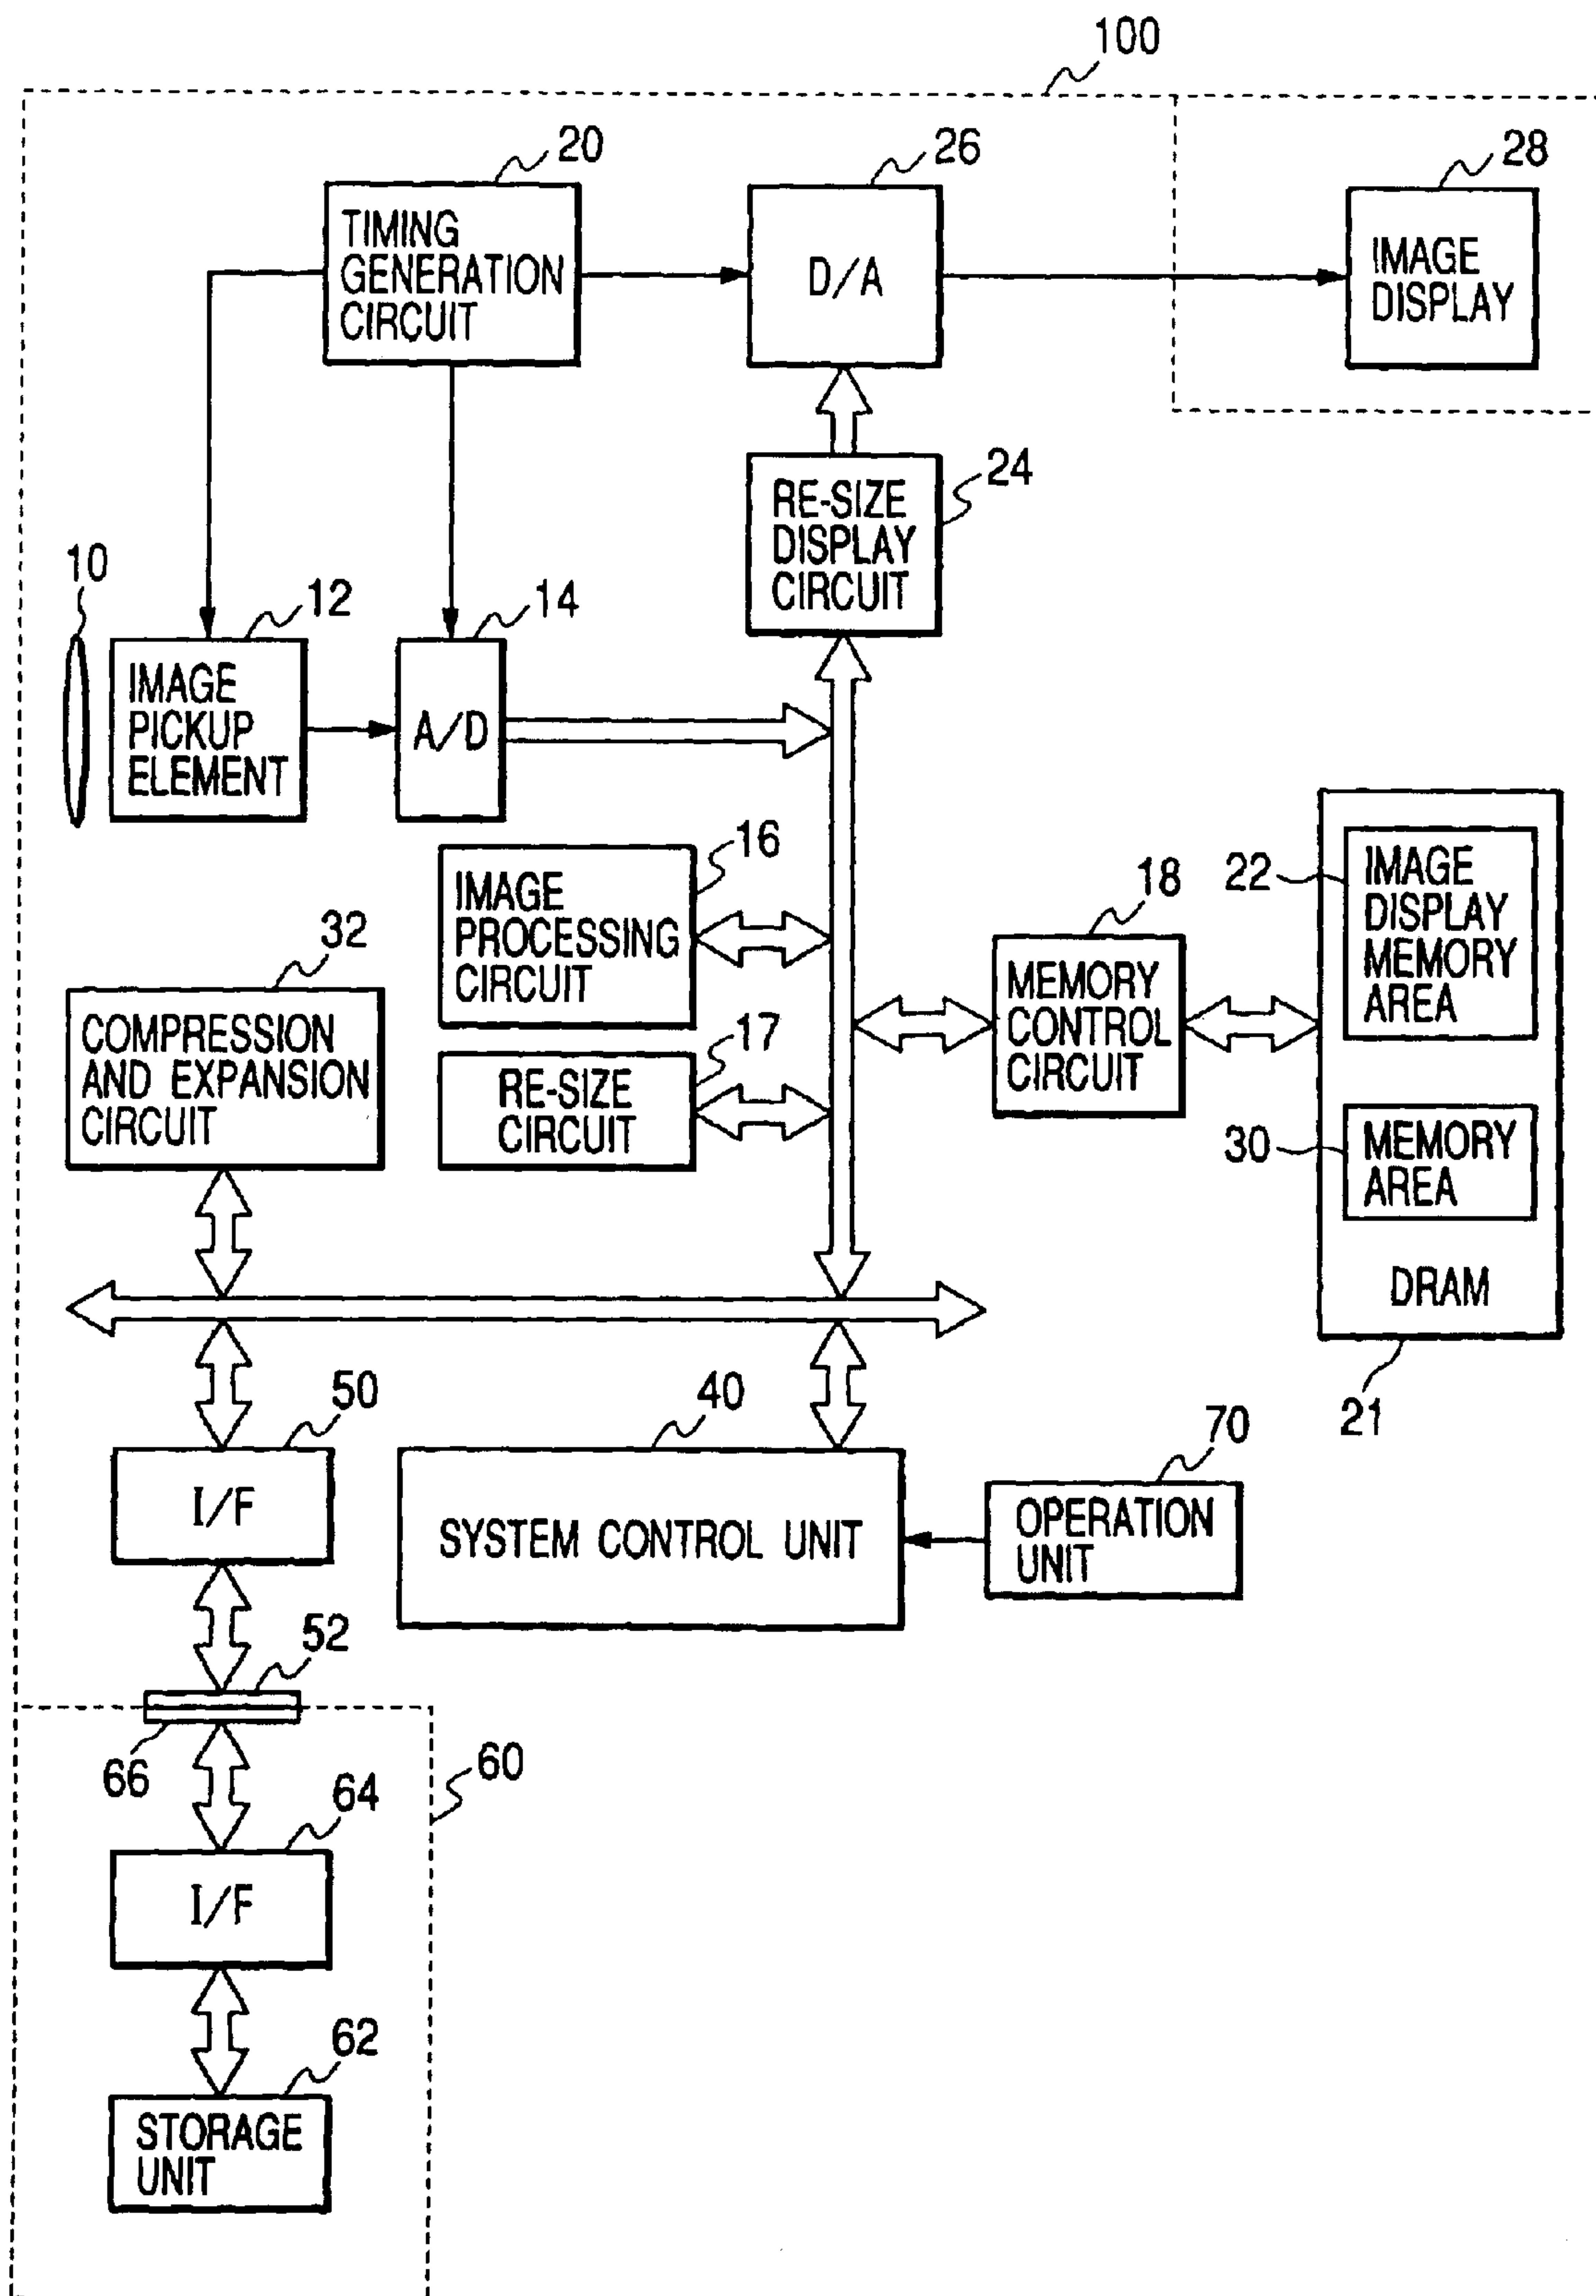 100
20
26
28
TIMING
GENERATION
CIRCUIT
D/A
IMAGE
DISPLAY
24
RE-SIZE
DISPLAY
CIRCUIT
10
12
14
IMAGE
PICKUP
ELEMENT
A/D
16
IMAGE
PROCESSING
CIRCUIT
22
IMAGE
DISPLAY
MEMORY
AREA
18
MEMORY
CONTROL
CIRCUIT
32
COMPRESSION
AND EXPANSION
CIRCUIT
17
RE-SIZE
CIRCUIT
30
MEMORY
AREA
DRAM
21
50
40
70
I/F
SYSTEM CONTROL UNIT
OPERATION
UNIT
52
66
60
64
I/F
62
STORAGE
UNIT